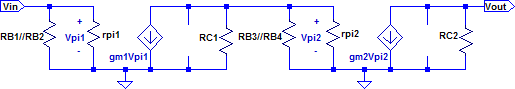 Vin
Vout
RB1//RB2
+
Vpi1
-
rpi1
gm1Vpi1
RC1
RB3//RB4
+
Vpi2
-
rpi2
gm2Vpi2
RC2